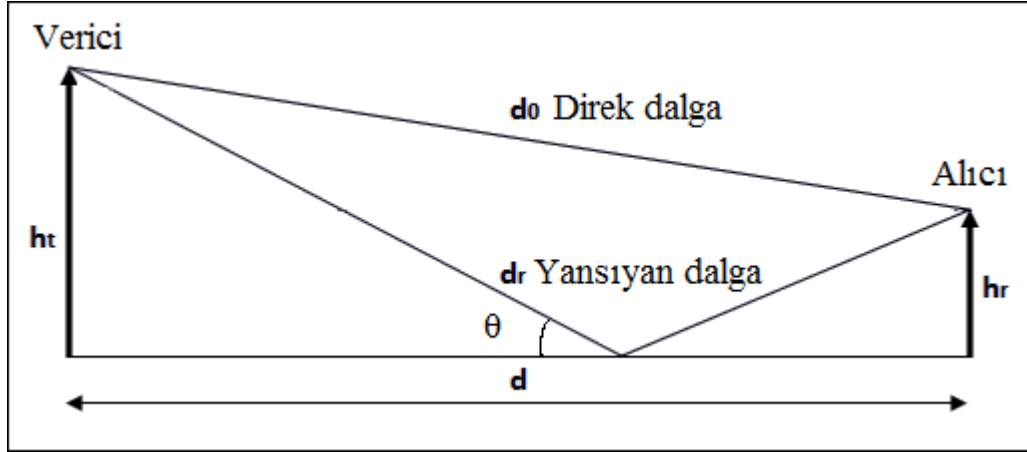 Verici
d0 Direk dalga
Alıcı
ht
dr Yansıyan dalga
hr
θ
d